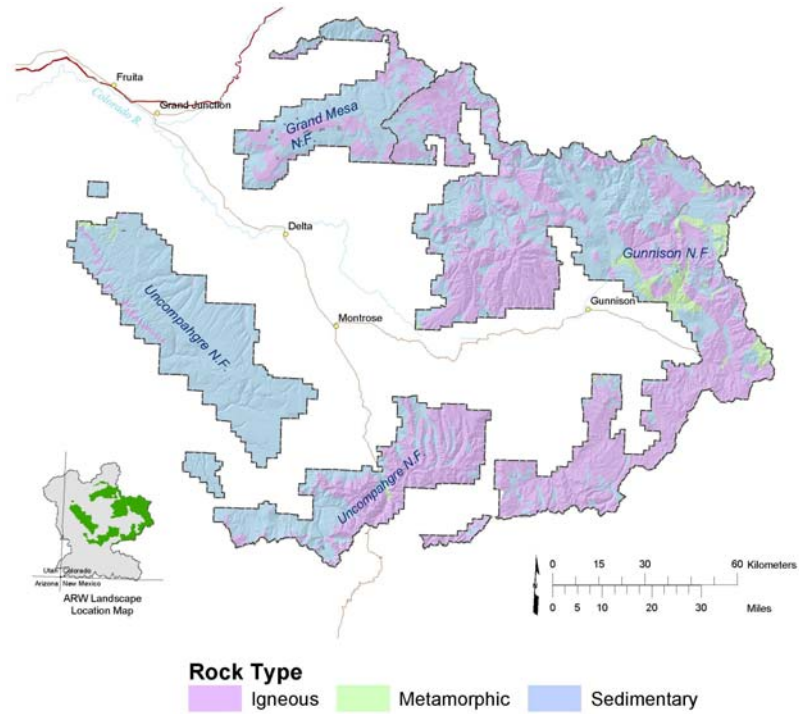 Fruita
Grand Junction
Colorado R.
Grand Mesa
N.F.
Delta
Gunnison N.F.
Uncompahgre N.F.
Montrose
Gunnison
Uncompahgre N.F.
Utah Colorado
Arizona New Mexico
ARW Landscape
Location Map
0 15 30 60 Kilometers
0 5 10 20 30 Miles
Rock Type
Igneous Metamorphic Sedimentary